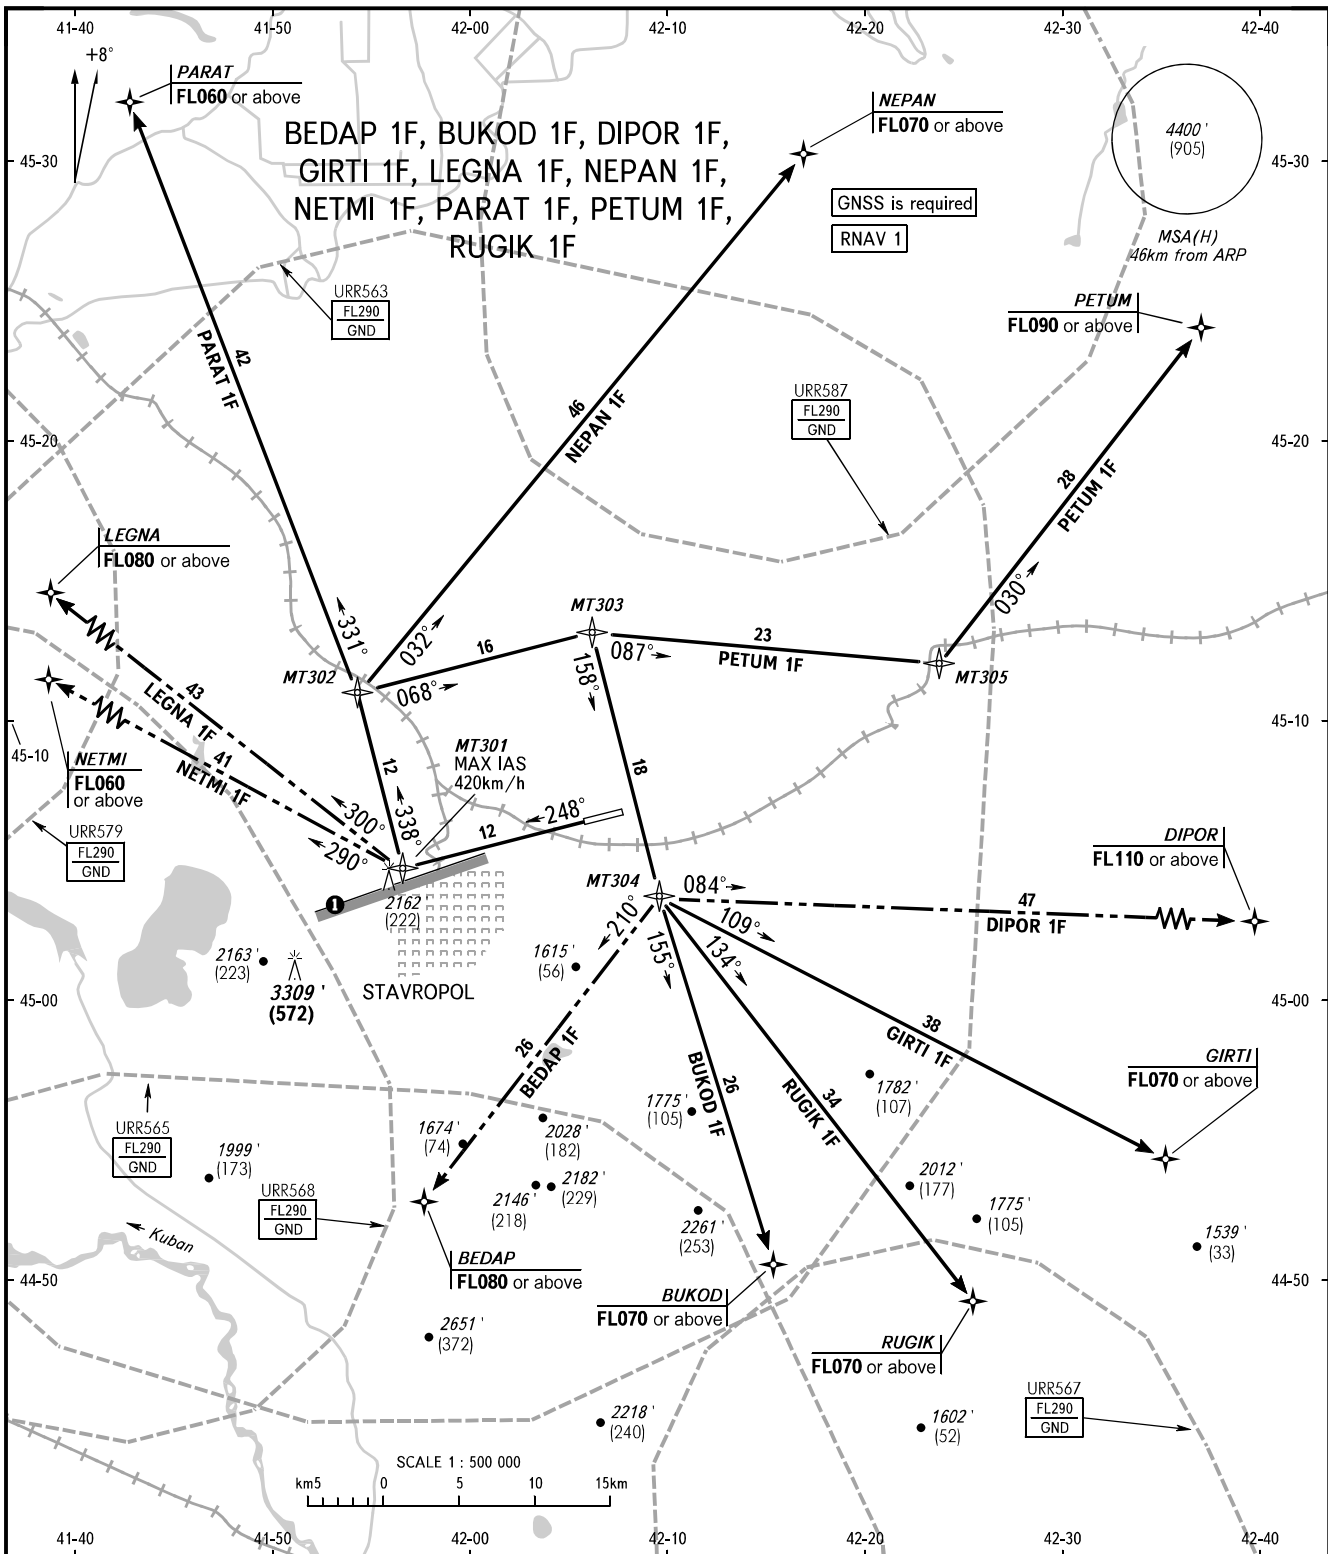 41-40 41-50 42-00 42-10 42-20 42-30 42-40
+8°
PARAT
FL060 or above
NEPAN
FL070 or above
BEDAP 1F, BUKOD 1F, DIPOR 1F,
GIRTI 1F, LEGNA 1F, NEPAN 1F,
NETMI 1F, PARAT 1F, PETUM 1F,
RUGIK 1F
4400'
(905)
45-30 45-30
GNSS is required
RNAV 1
MSA(H)
46km from ARP
URR563
FL290
GND
PETUM
FL090 or above
42
PARAT 1F
46
NEPAN 1F
URR587
FL290
GND
45-20 45-20
28
PETUM 1F
LEGNA
FL080 or above
030°
331°
032°
MT303
16
087°
23
PETUM 1F
158°
MT302
068°
MT305
43
LEGNA 1F
41
NETMI 1F
45-10 45-10
NETMI
FL060
or above
MT301
MAX IAS
420km/h
12
18
338°
300°
290°
12
248°
URR579
FL290
GND
DIPOR
FL110 or above
MT304
084°
47
DIPOR 1F
1
2162
(222)
210°
155°
134°
109°
2163'
(223)
3309'
(572)
STAVROPOL
1615'
(56)
45-00 45-00
38
GIRTI 1F
26
BEDAP 1F
BUKOD 1F
26
34
RUGIK 1F
GIRTI
FL070 or above
1782'
(107)
1775'
(105)
URR565
FL290
GND
1674'
(74)
2028'
(182)
1999'
(173)
2012'
(177)
2182'
(229)
2146'
(218)
URR568
FL290
GND
1775'
(105)
2261'
(253)
1539'
(33)
Kuban
BEDAP
FL080 or above
44-50 44-50
BUKOD
FL070 or above
2651'
(372)
RUGIK
FL070 or above
URR567
FL290
GND
2218'
(240)
1602'
(52)
SCALE 1 : 500 000
km5 0 5 10 15km
41-40 41-50 42-00 42-10 42-20 42-30 42-40